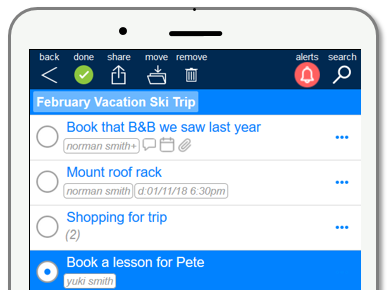 back done share move remove alerts search
February Vacation Ski Trip
Book that B&B we saw last year
norman smith+
Mount roof rack
norman smith d:01/11/18 6:30pm
Shopping for trip
(2)
Book a lesson for Pete
yuki smith